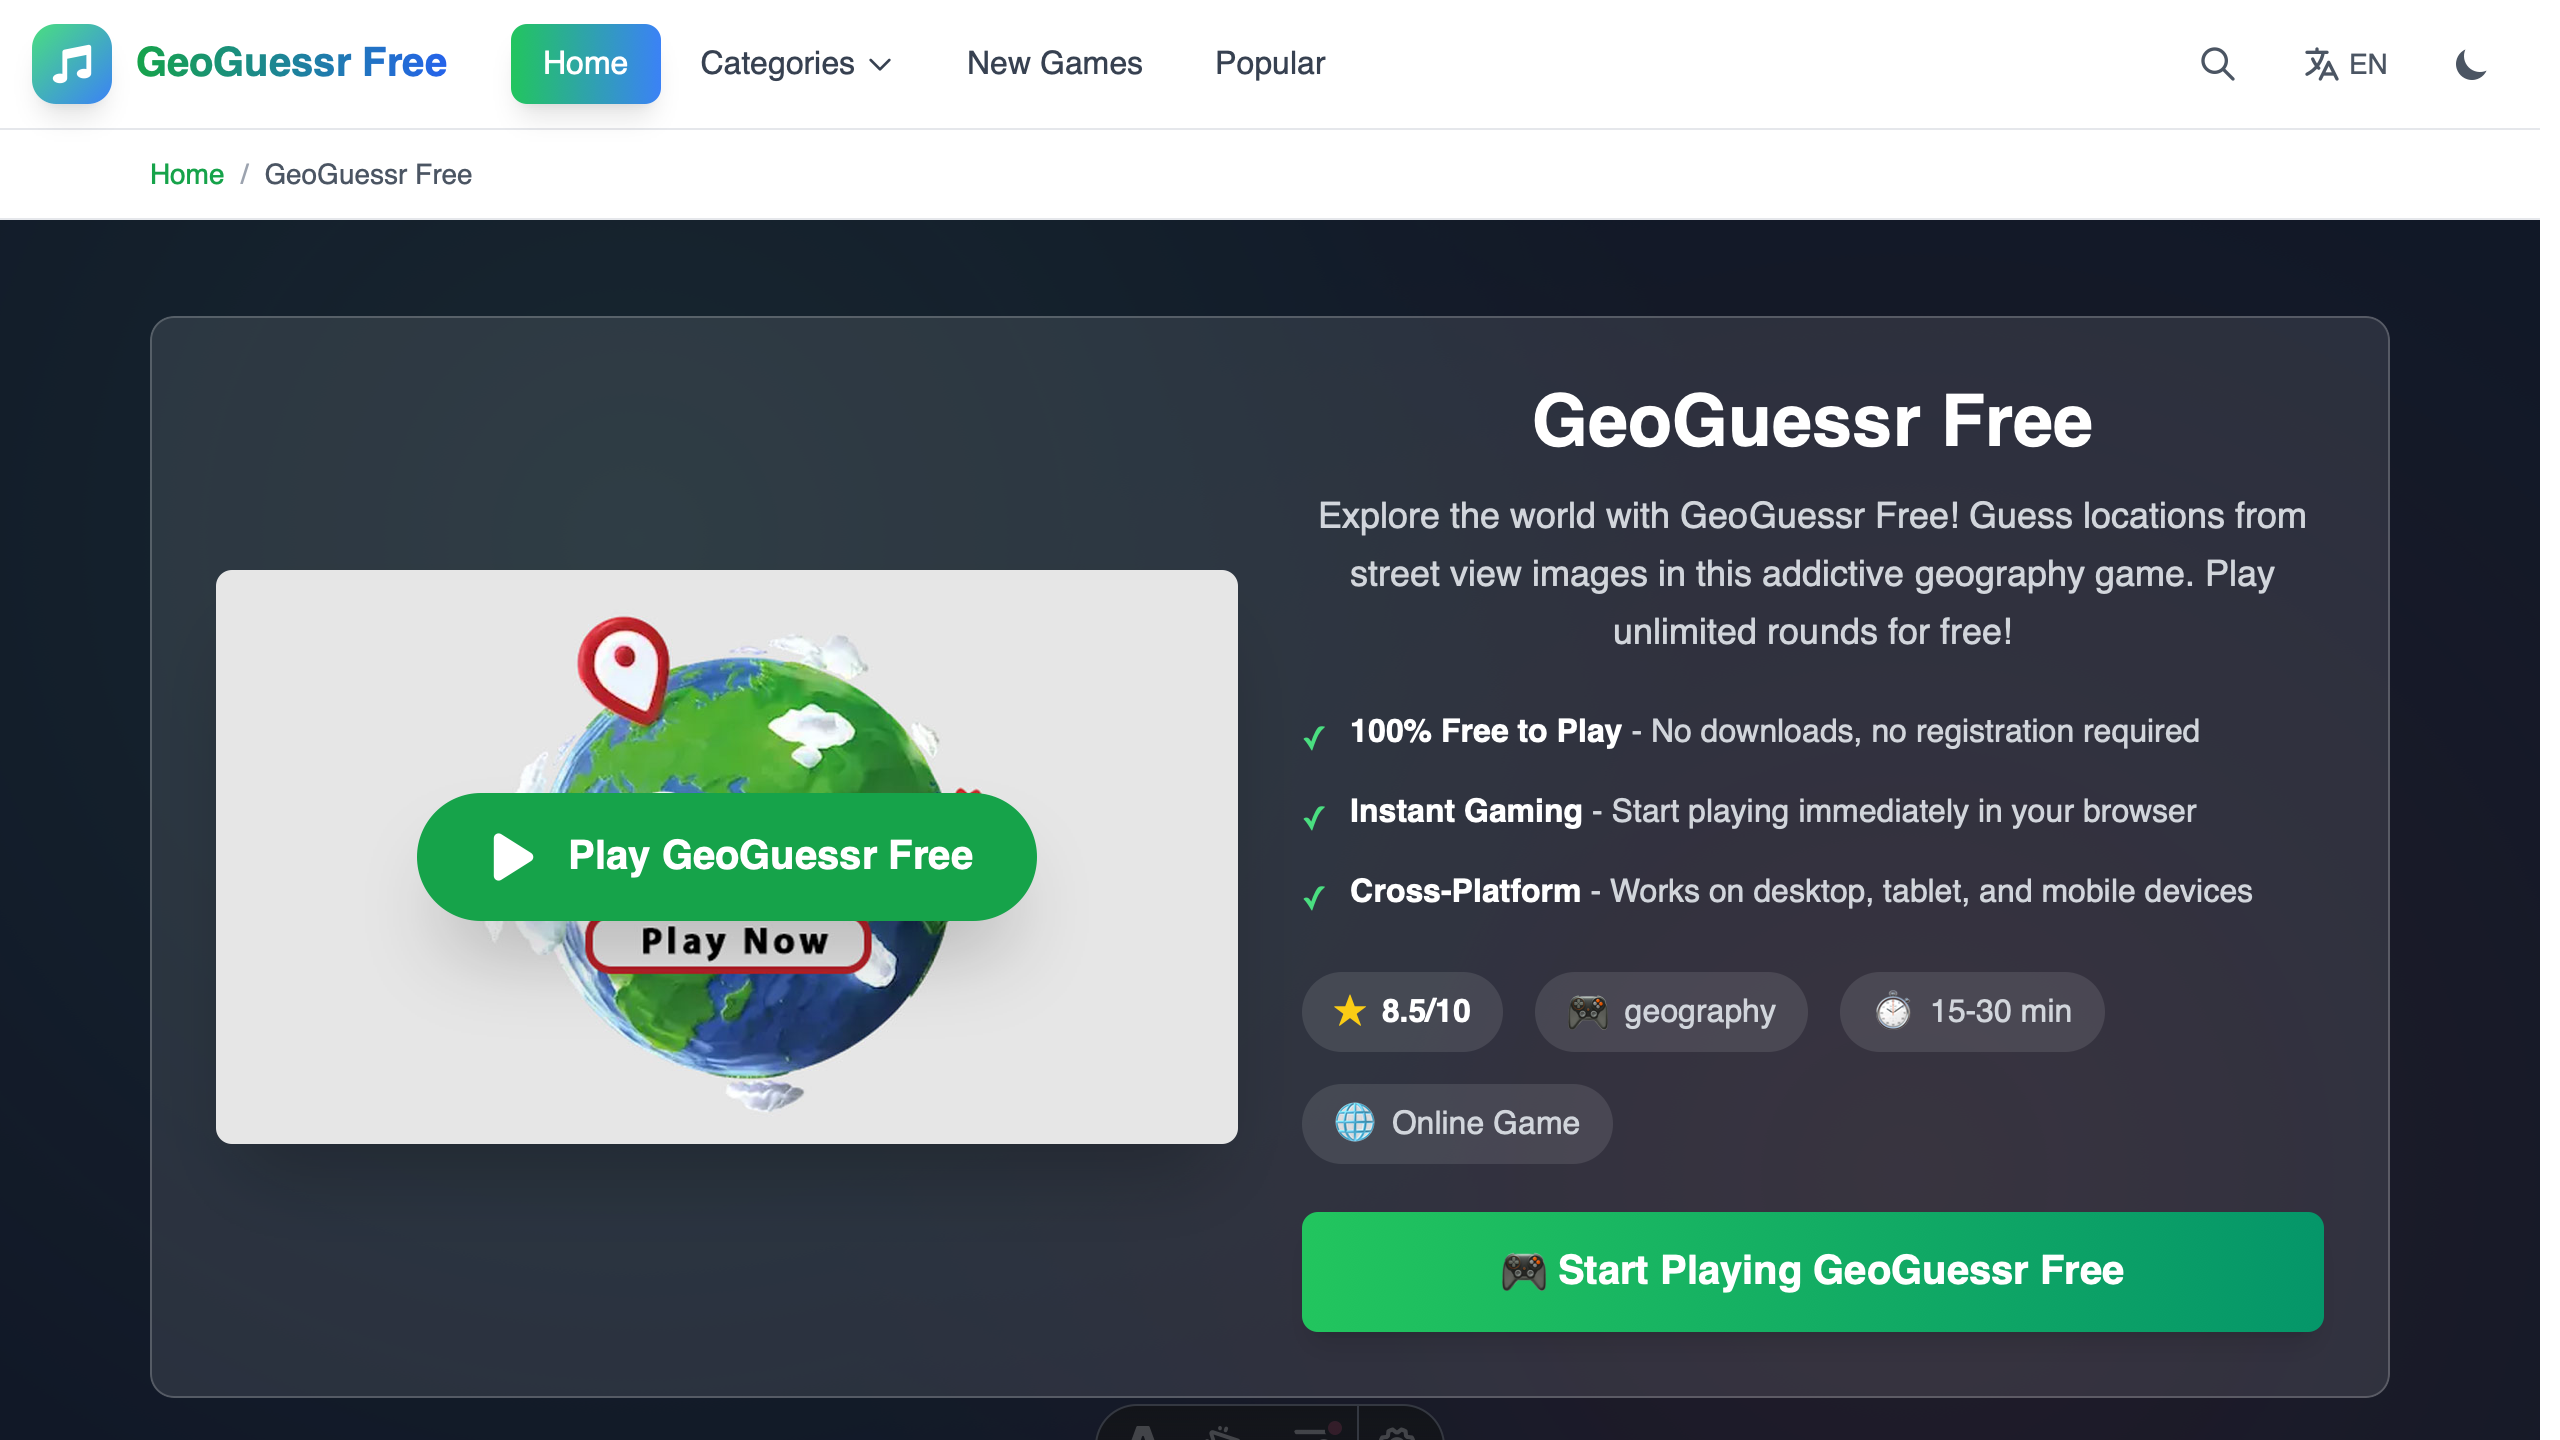 GeoGuessr Free
Home
Categories
New Games
Popular
EN
Home / GeoGuessr Free
Play GeoGuessr Free
Play Now
GeoGuessr Free
Explore the world with GeoGuessr Free! Guess locations from
street view images in this addictive geography game. Play
unlimited rounds for free!
100% Free to Play - No downloads, no registration required
Instant Gaming - Start playing immediately in your browser
Cross-Platform - Works on desktop, tablet, and mobile devices
8.5/10
geography
15-30 min
Online Game
Start Playing GeoGuessr Free